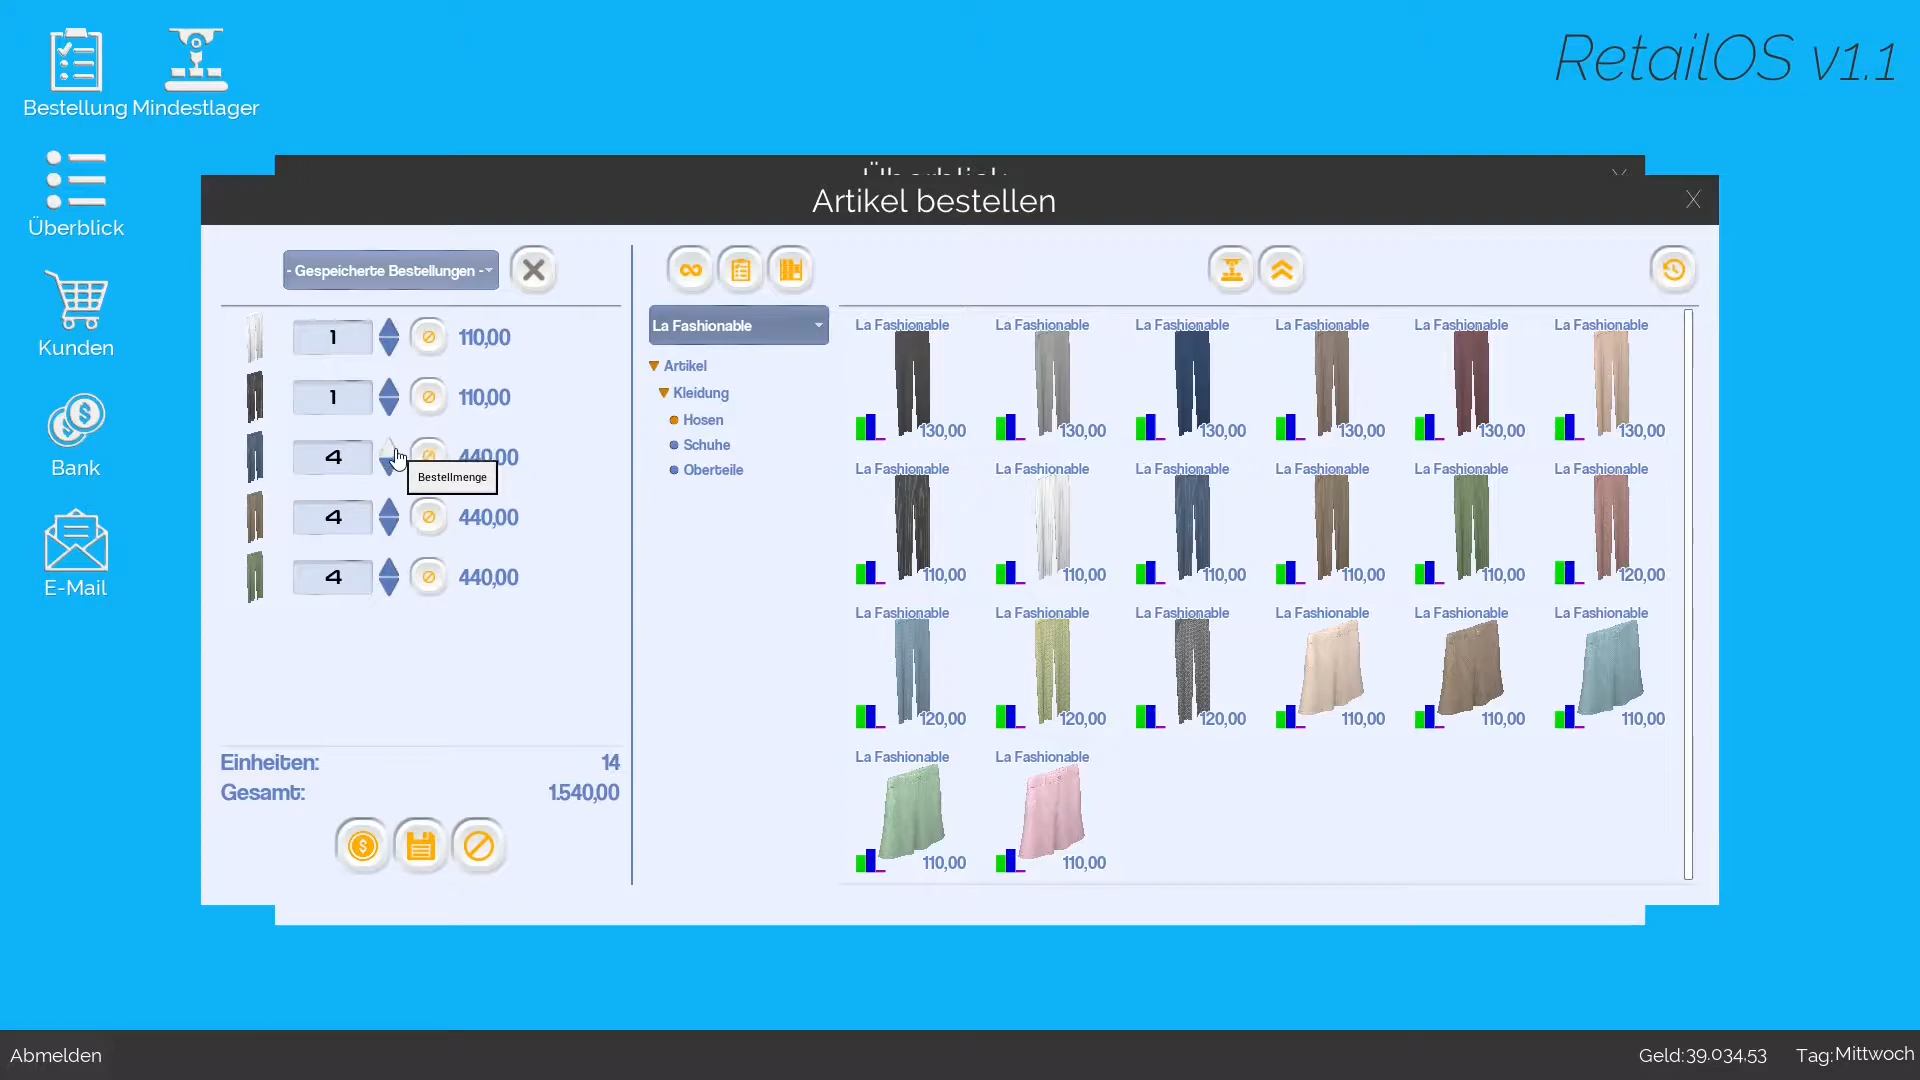 Bestellung
Mindestlager
RetailOS v1.1
Überblick
X
Artikel bestellen
X
Überblick
Kunden
Bank
E-Mail
- Gespeicherte Bestellungen -
1
110,00
1
110,00
4
440,00
Bestellmenge
4
440,00
4
440,00
Einheiten:
14
Gesamt:
1.540,00
La Fashionable
Artikel
Kleidung
Hosen
Schuhe
Oberteile
La Fashionable La Fashionable La Fashionable La Fashionable La Fashionable La Fashionable
130,00 130,00 130,00 130,00 130,00 130,00
La Fashionable La Fashionable La Fashionable La Fashionable La Fashionable La Fashionable
110,00 110,00 110,00 110,00 110,00 120,00
La Fashionable La Fashionable La Fashionable La Fashionable La Fashionable La Fashionable
120,00 120,00 120,00 110,00 110,00 110,00
La Fashionable La Fashionable
110,00 110,00
Abmelden
Geld:39.034,53
Tag:Mittwoch